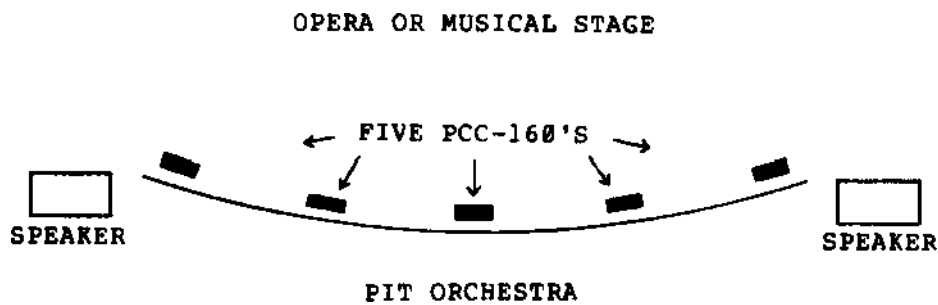 OPERA OR MUSICAL STAGE
FIVE PCC-160'S
SPEAKER
SPEAKER
PIT ORCHESTRA